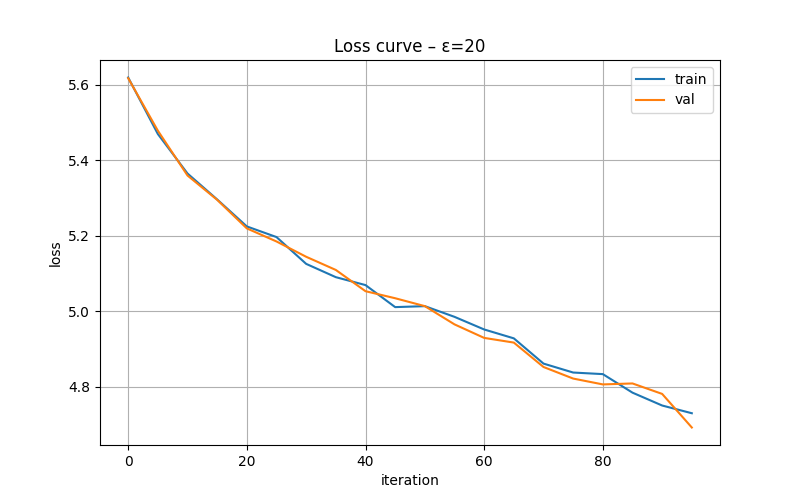 Loss curve – ε=20
train
val
5.6
5.4
5.2
5.0
4.8
loss
0 20 40 60 80
iteration